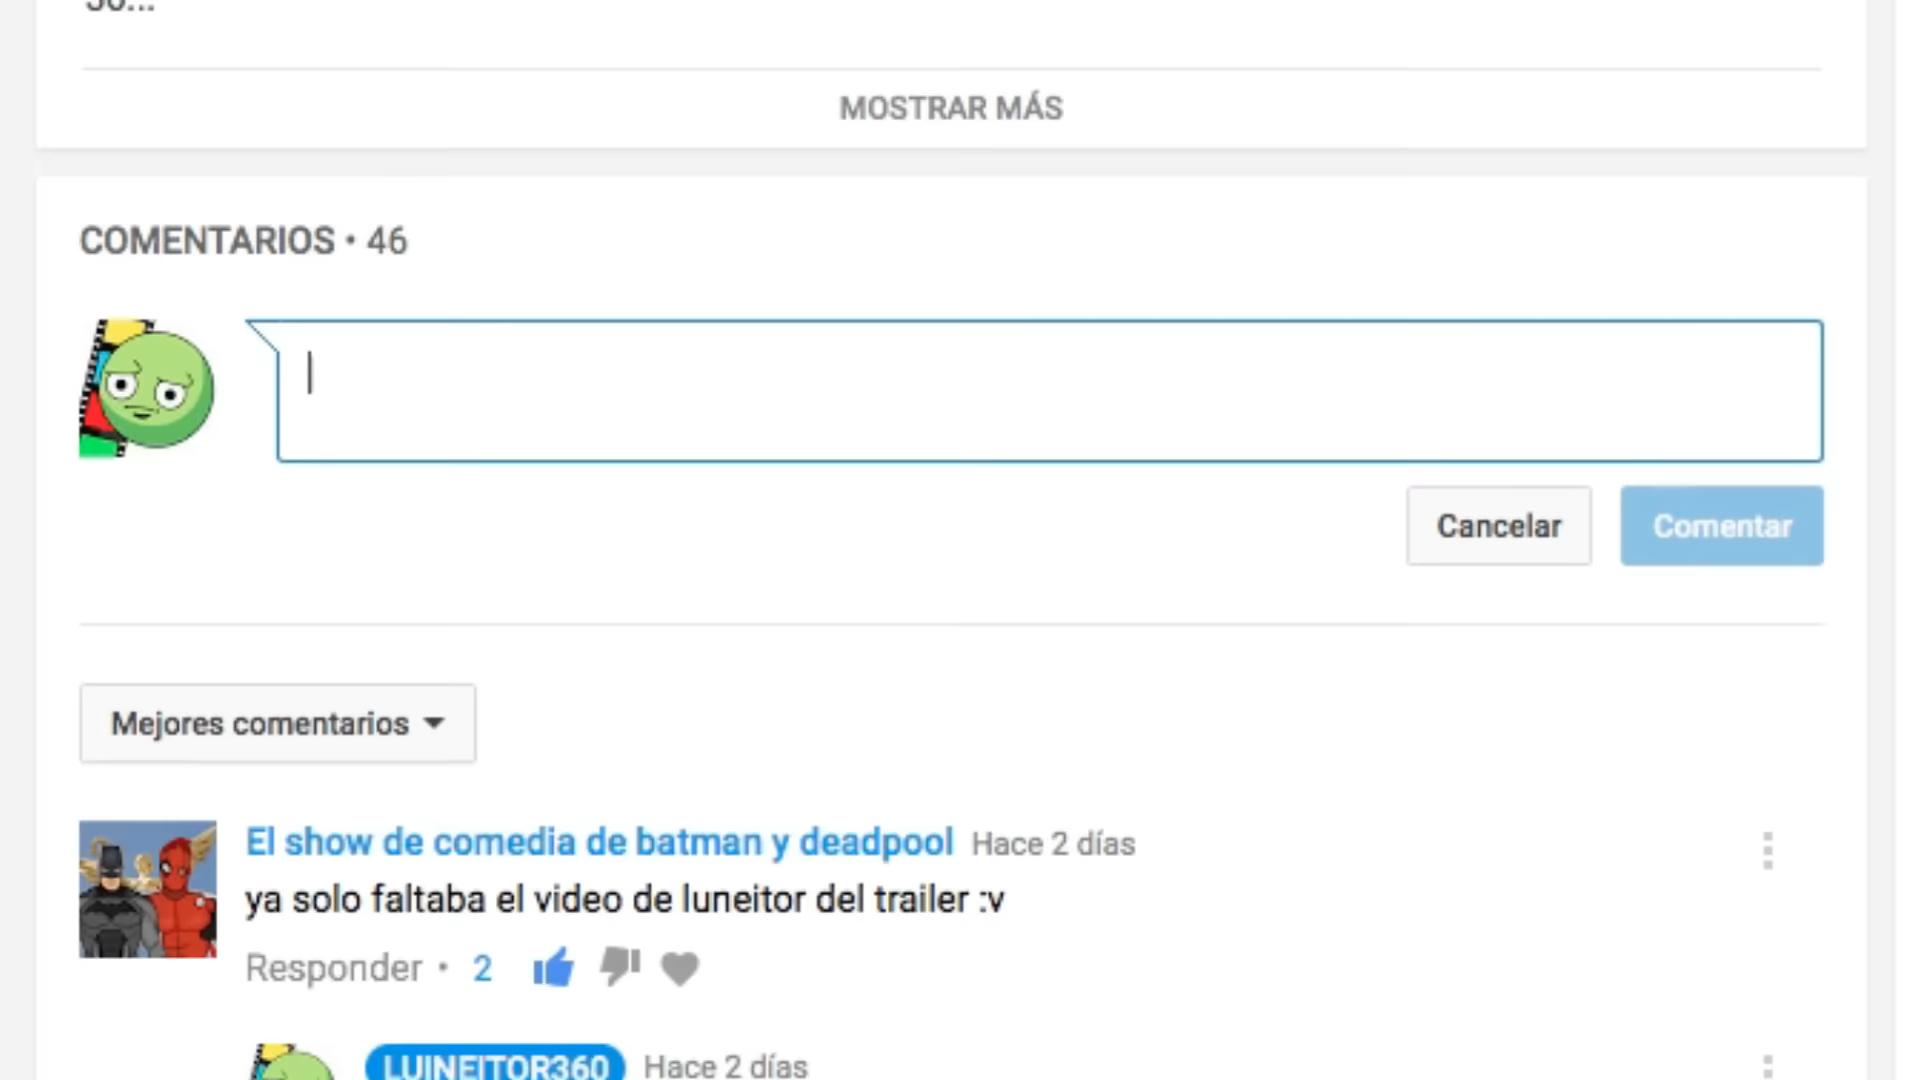 MOSTRAR MÁS
COMENTARIOS • 46
Cancelar
Comentar
Mejores comentarios
El show de comedia de batman y deadpool Hace 2 días
ya solo faltaba el video de luneitor del trailer :v
Responder • 2
LUINEITOR360 Hace 2 días